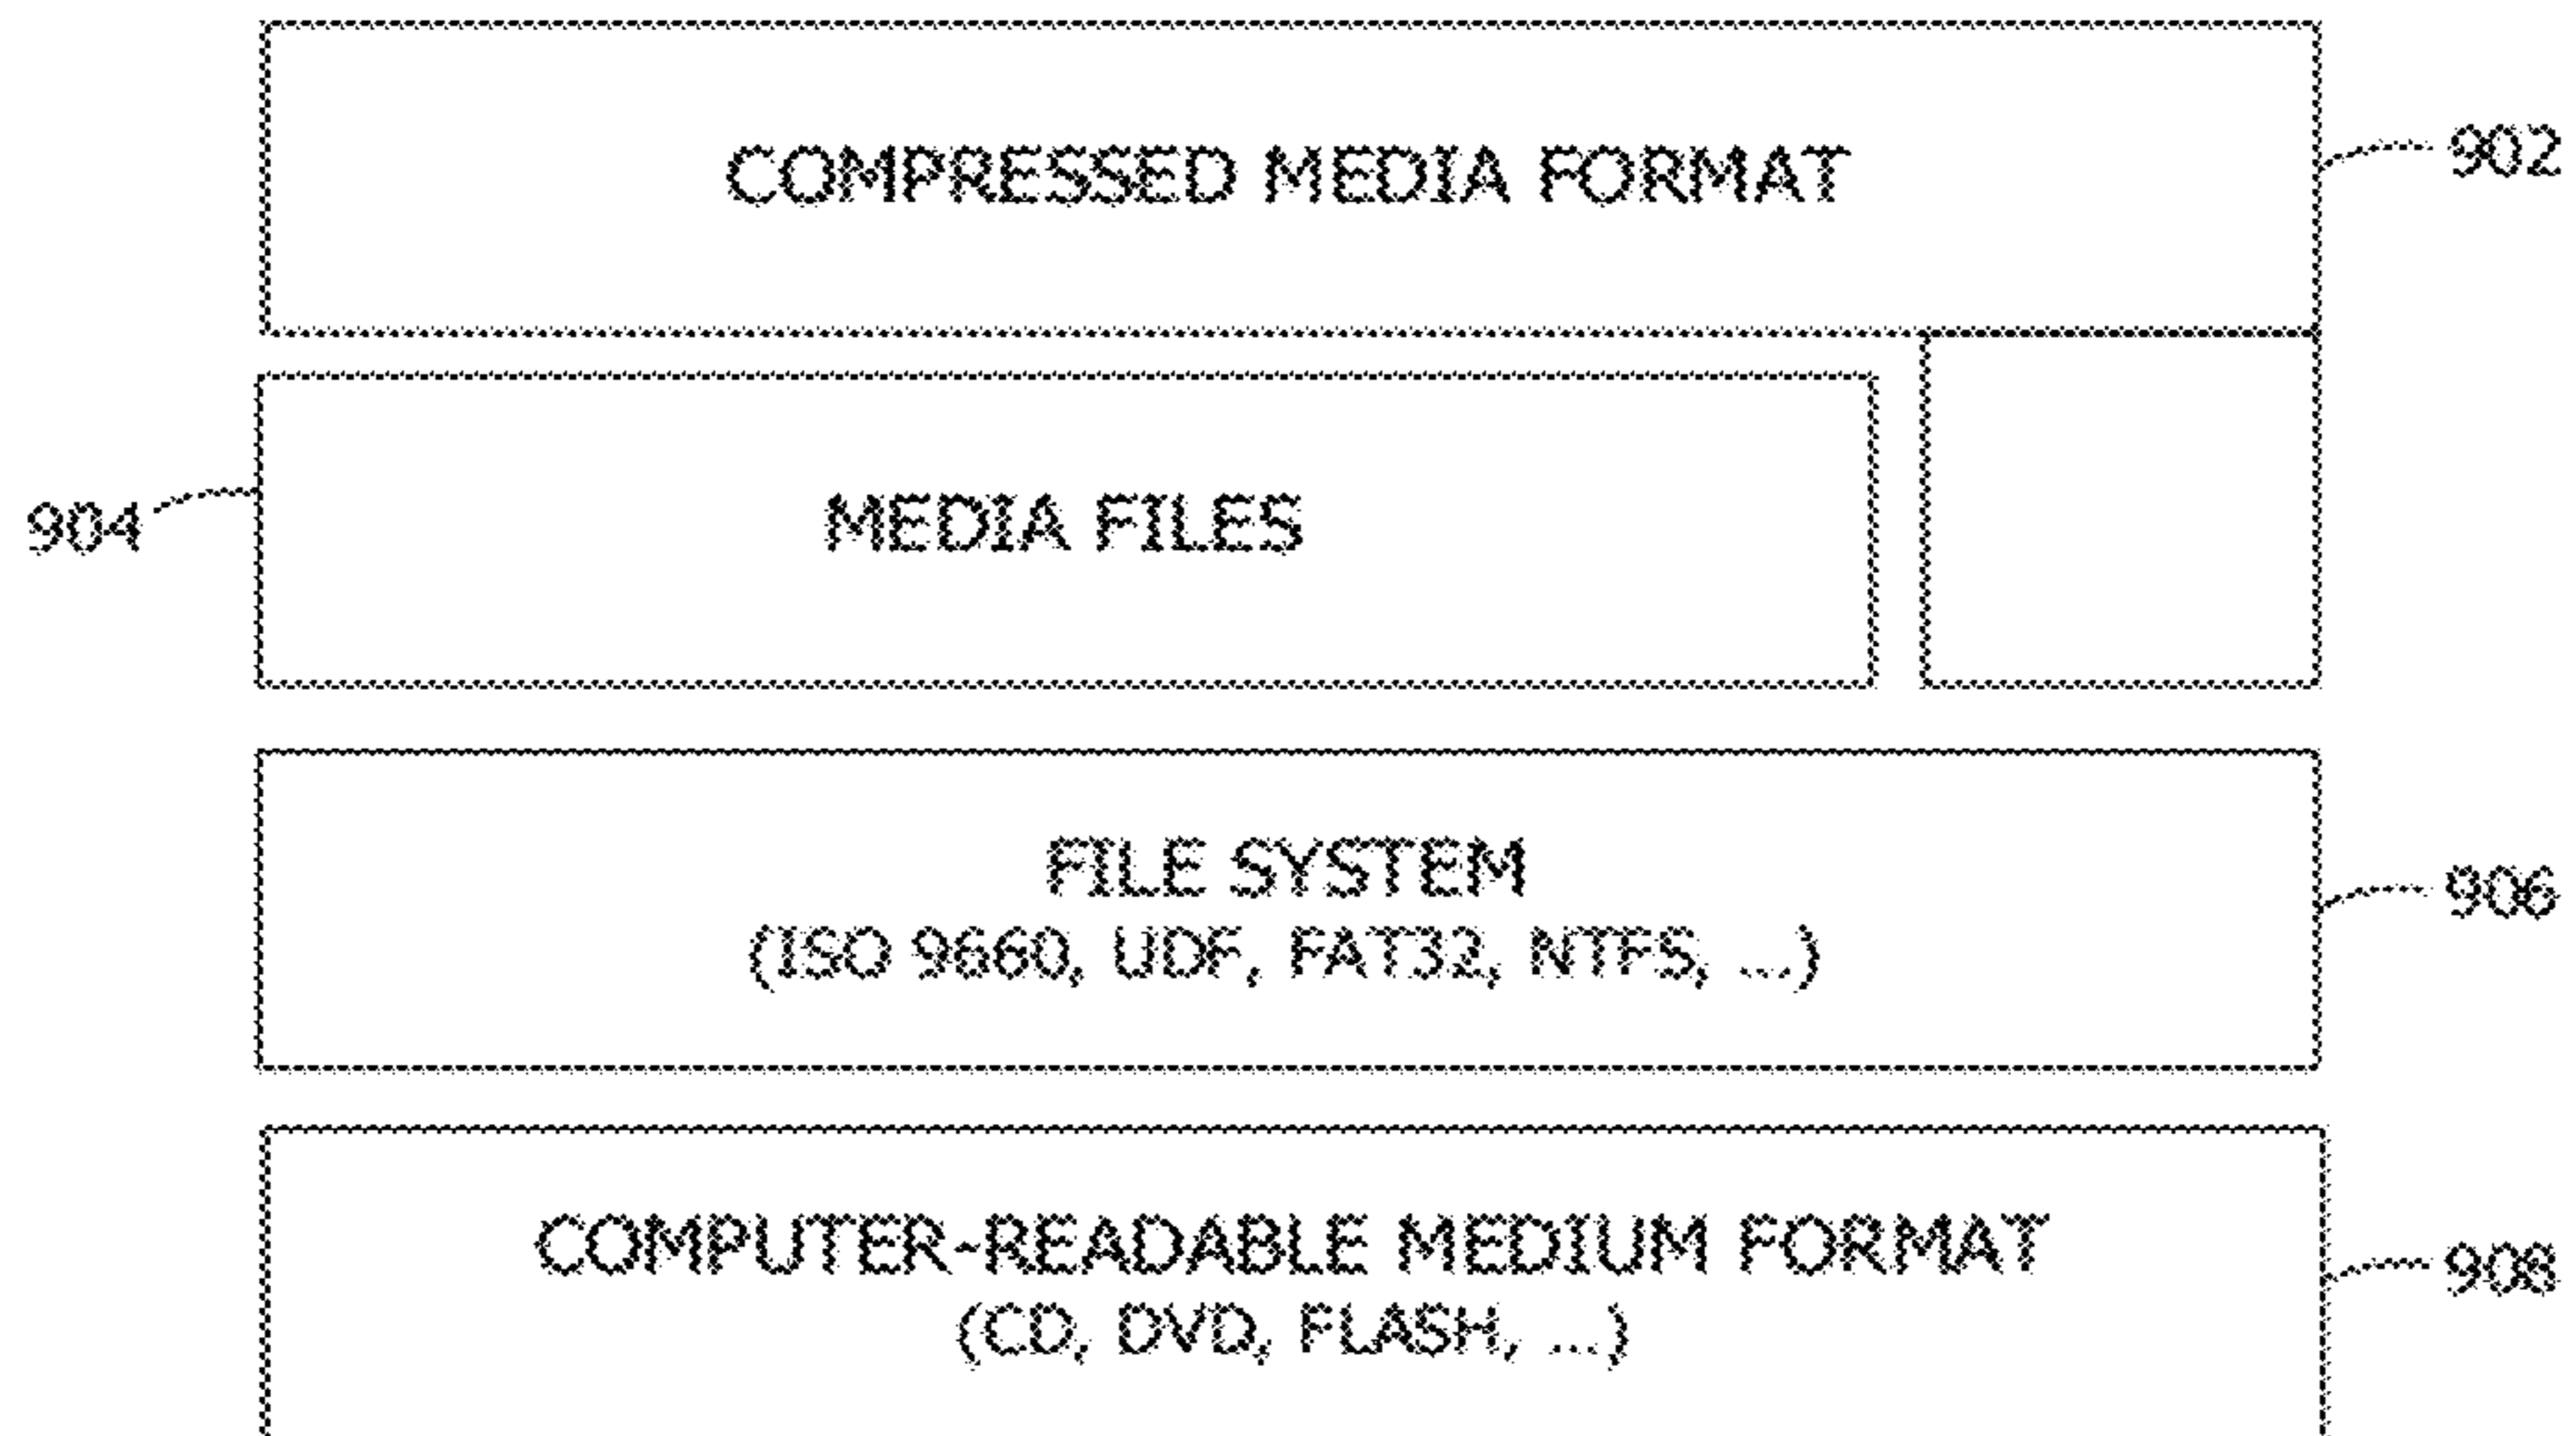 COMPRESSED MEDIA FORMAT
902
MEDIA FILES
904
FILE SYSTEM
(ISO 9660, UDF, FAT32, NTFS, ...)
906
COMPUTER-READABLE MEDIUM FORMAT
(CD, DVD, FLASH, ...)
908